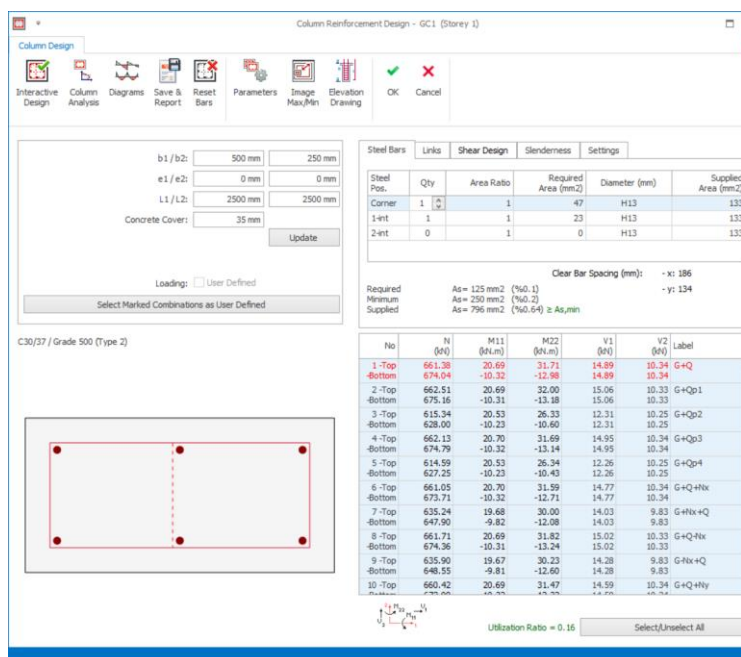 Column Reinforcement Design - GC1 (Storey 1)
Column Design
Interactive Design
Column Analysis
Diagrams
Save & Report
Reset Bars
Parameters
Image Max/Min
Elevation Drawing
OK
Cancel
b1/b2: 500 mm 250 mm
e1/e2: 0 mm 0 mm
L1/L2: 2500 mm 2500 mm
Concrete Cover: 35 mm
Update
Loading: User Defined
Select Marked Combinations as User Defined
C30/37 / Grade 500 (Type 2)
Steel Bars Links Shear Design Slenderness Settings
Steel Pos. Qty Area Ratio Required Area (mm2) Diameter (mm) Supplied Area (mm2)
Corner 1 1 47 H13 133
1-int 1 1 23 H13 133
2-int 0 1 0 H13 133
Clear Bar Spacing (mm): - x: 186
- y: 134
Required As= 125 mm2 (%0.1)
Minimum As= 250 mm2 (%0.2)
Supplied As= 796 mm2 (%0.64) ≥ As,min
No N (kN) M11 (kN.m) M22 (kN.m) V1 (kN) V2 (kN) Label
1 -Top 661.38 20.69 31.71 14.89 10.34 G+Q
-Bottom 674.04 -10.32 -12.98 14.89 10.34
2 -Top 662.51 20.69 32.00 15.06 10.33 G+Qp1
-Bottom 675.16 -10.31 -13.18 15.06 10.33
3 -Top 615.34 20.53 26.33 12.31 10.25 G+Qp2
-Bottom 628.00 -10.23 -10.60 12.31 10.25
4 -Top 662.13 20.70 31.69 14.95 10.34 G+Qp3
-Bottom 674.79 -10.32 -13.14 14.95 10.34
5 -Top 614.59 20.53 26.34 12.26 10.25 G+Qp4
-Bottom 627.25 -10.23 -10.43 12.26 10.25
6 -Top 661.05 20.70 31.59 14.77 10.34 G+Q+Nx
-Bottom 673.71 -10.32 -12.71 14.77 10.34
7 -Top 635.24 19.68 30.00 14.03 9.83 G+Nx+Q
-Bottom 647.90 -9.82 -12.08 14.03 9.83
8 -Top 661.71 20.69 31.82 15.02 10.33 G+Q-Nx
-Bottom 674.36 -10.31 -13.24 15.02 10.33
9 -Top 635.90 19.67 30.23 14.28 9.83 G-Nx+Q
-Bottom 648.55 -9.81 -12.60 14.28 9.83
10 -Top 660.42 20.69 31.47 14.59 10.34 G+Q+Ny
Utilization Ratio = 0.16
Select/Unselect All